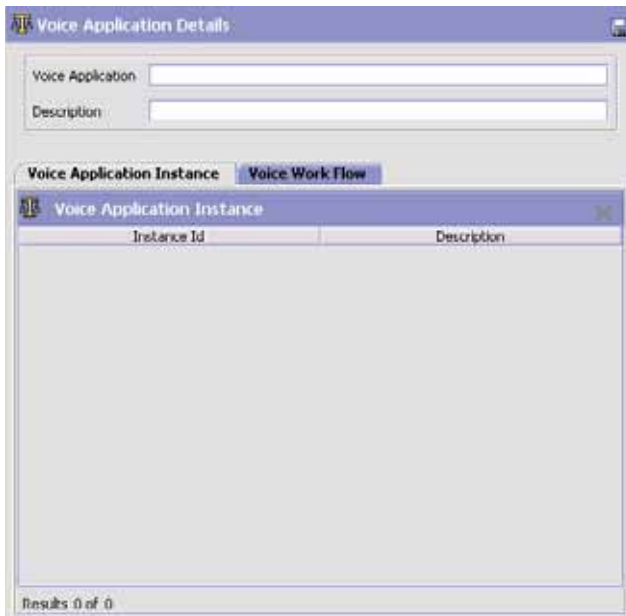 Voice Application Details
Voice Application
Description
Voice Application Instance Voice Work Flow
Voice Application Instance
Instance Id Description
Results 0 of 0